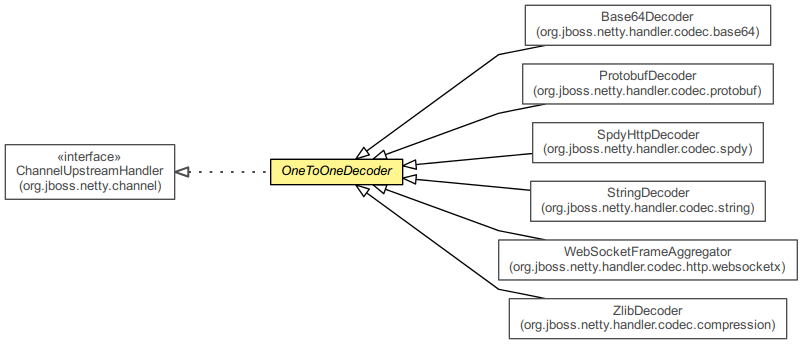 Base64Decoder
(org.jboss.netty.handler.codec.base64)
ProtobufDecoder
(org.jboss.netty.handler.codec.protobuf)
SpdyHttpDecoder
(org.jboss.netty.handler.codec.spdy)
«interface»
ChannelUpstreamHandler
(org.jboss.netty.channel)
OneToOneDecoder
StringDecoder
(org.jboss.netty.handler.codec.string)
WebSocketFrameAggregator
(org.jboss.netty.handler.codec.http.websocketx)
ZlibDecoder
(org.jboss.netty.handler.codec.compression)